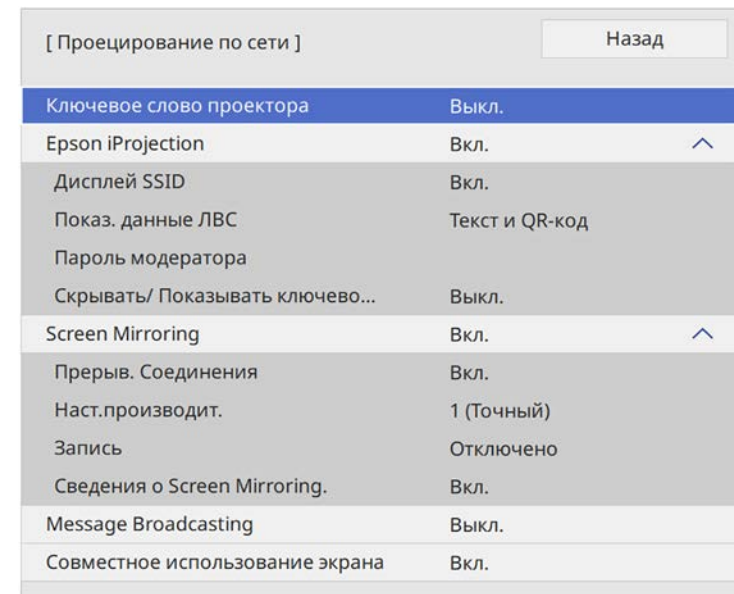 [ Проецирование по сети ] Назад
Ключевое слово проектора Выкл.
Epson iProjection Вкл.
Дисплей SSID Вкл.
Показ. данные ЛВС Текст и QR-код
Пароль модератора
Скрывать/ Показывать ключево... Выкл.
Screen Mirroring Вкл.
Прерыв. Соединения Вкл.
Наст.производит. 1 (Точный)
Запись Отключено
Сведения о Screen Mirroring. Вкл.
Message Broadcasting Выкл.
Совместное использование экрана Вкл.